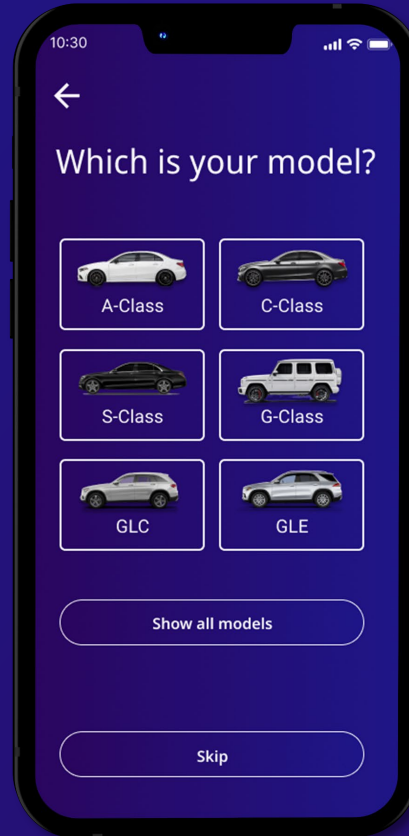 10:30
Which is your model?
A-Class
C-Class
S-Class
G-Class
GLC
GLE
Show all models
Skip